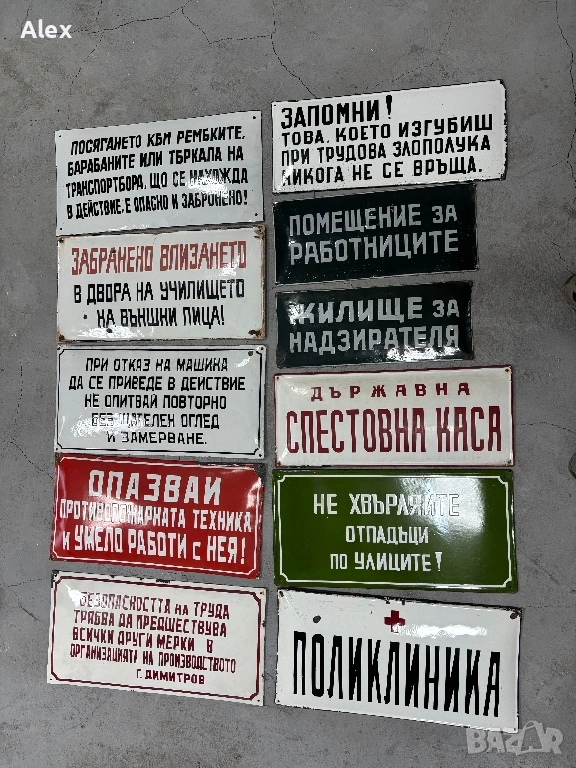 Alex
ПОСЯГАНЕТО КЪМ РЕМЪКИТЕ,
БАРАБАНИТЕ ИЛИ ТЪРКАЛА НА
ТРАНСПОРТЬОРА, ЩО СЕ НАХОЖДА
В ДЕЙСТВИЕ, Е ОПАСНО И ЗАБРАНЕНО!
ЗАБРАНЕНО ВЛИЗАНЕТО
В ДВОРА НА УЧИЛИЩЕТО
НА ВЪНШНИ ЛИЦА!
ПРИ ОТКАЗ НА МАШИНА
ДА СЕ ПРИВЕДЕ В ДЕЙСТВИЕ
НЕ ОПИТВАЙ ПОВТОРНО
БЕЗ ЩАТЕЛЕН ОГЛЕД
И ЗАМЕРВАНЕ.
ОПАЗВАЙ
ПРОТИВОПОЖАРНАТА ТЕХНИКА
И УМЕЛО РАБОТИ С НЕЯ!
БЕЗОПАСНОСТТА НА ТРУДА
ТРЯБВА ДА ПРЕДШЕСТВУВА
ВСИЧКИ ДРУГИ МЕРКИ В
ОРГАНИЗАЦИЯТА НА ПРОИЗВОДСТВОТО
Г. ДИМИТРОВ
ЗАПОМНИ!
ТОВА, КОЕТО ИЗГУБИШ
ПРИ ТРУДОВА ЗЛОПОЛУКА
НИКОГА НЕ СЕ ВРЪЩА.
ПОМЕЩЕНИЕ ЗА
РАБОТНИЦИТЕ
ЖИЛИЩЕ ЗА
НАДЗИРАТЕЛЯ
ДЪРЖАВНА
СПЕСТОВНА КАСА
НЕ ХВЪРЛЯЙТЕ
ОТПАДЪЦИ
ПО УЛИЦИТЕ!
ПОЛИКЛИНИКА
BAZAR